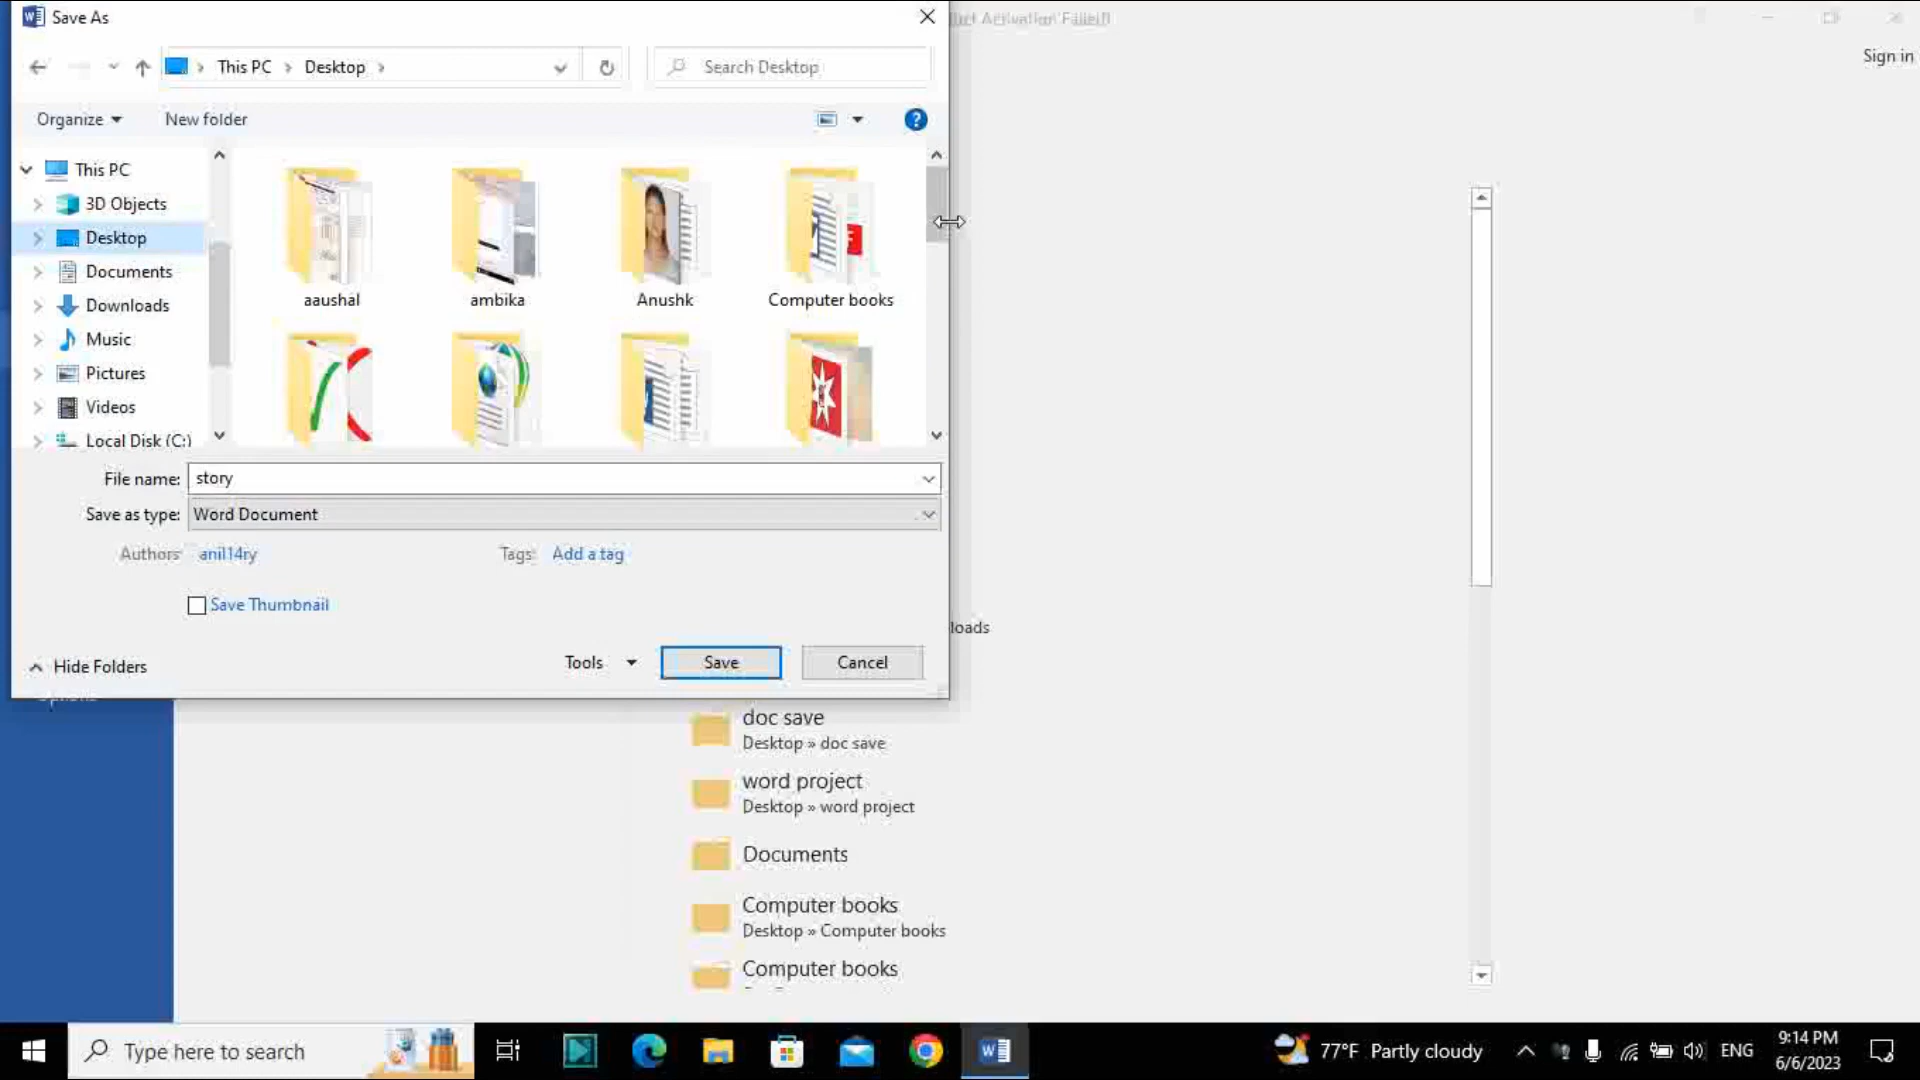 Save As
Sign in
This PC > Desktop >
Search Desktop
Organize
New folder
This PC
3D Objects
Desktop
Documents
Downloads
Music
Pictures
Videos
Local Disk (C:)
aaushal
ambika
Anushk
Computer books
File name: story
Save as type: Word Document
Authors: anil14ry
Tags: Add a tag
Save Thumbnail
Hide Folders
Tools
Save
Cancel
loads
doc save
Desktop » doc save
word project
Desktop » word project
Documents
Computer books
Desktop » Computer books
Computer books
Type here to search
77°F Partly cloudy
ENG
9:14 PM
6/6/2023